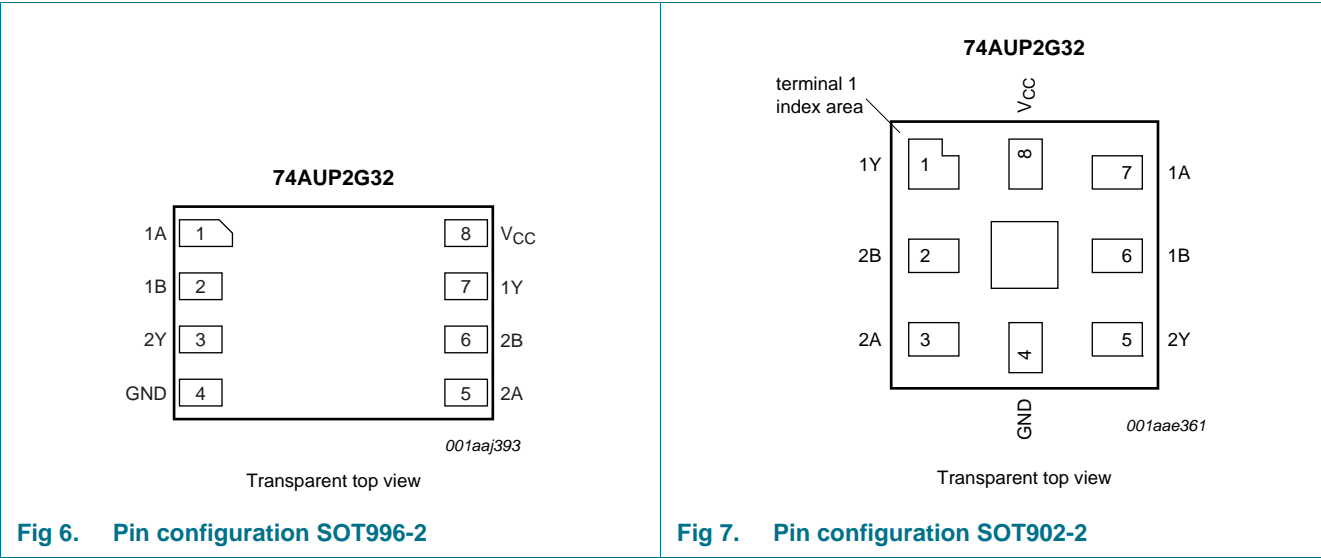 74AUP2G32
1A 1 8 VCC
1B 2 7 1Y
2Y 3 6 2B
GND 4 5 2A
001aaj393
Transparent top view
Fig 6. Pin configuration SOT996-2
74AUP2G32
terminal 1
index area
VCC
1Y 1 8 7 1A
2B 2 6 1B
2A 3 4 5 2Y
GND
001aae361
Transparent top view
Fig 7. Pin configuration SOT902-2